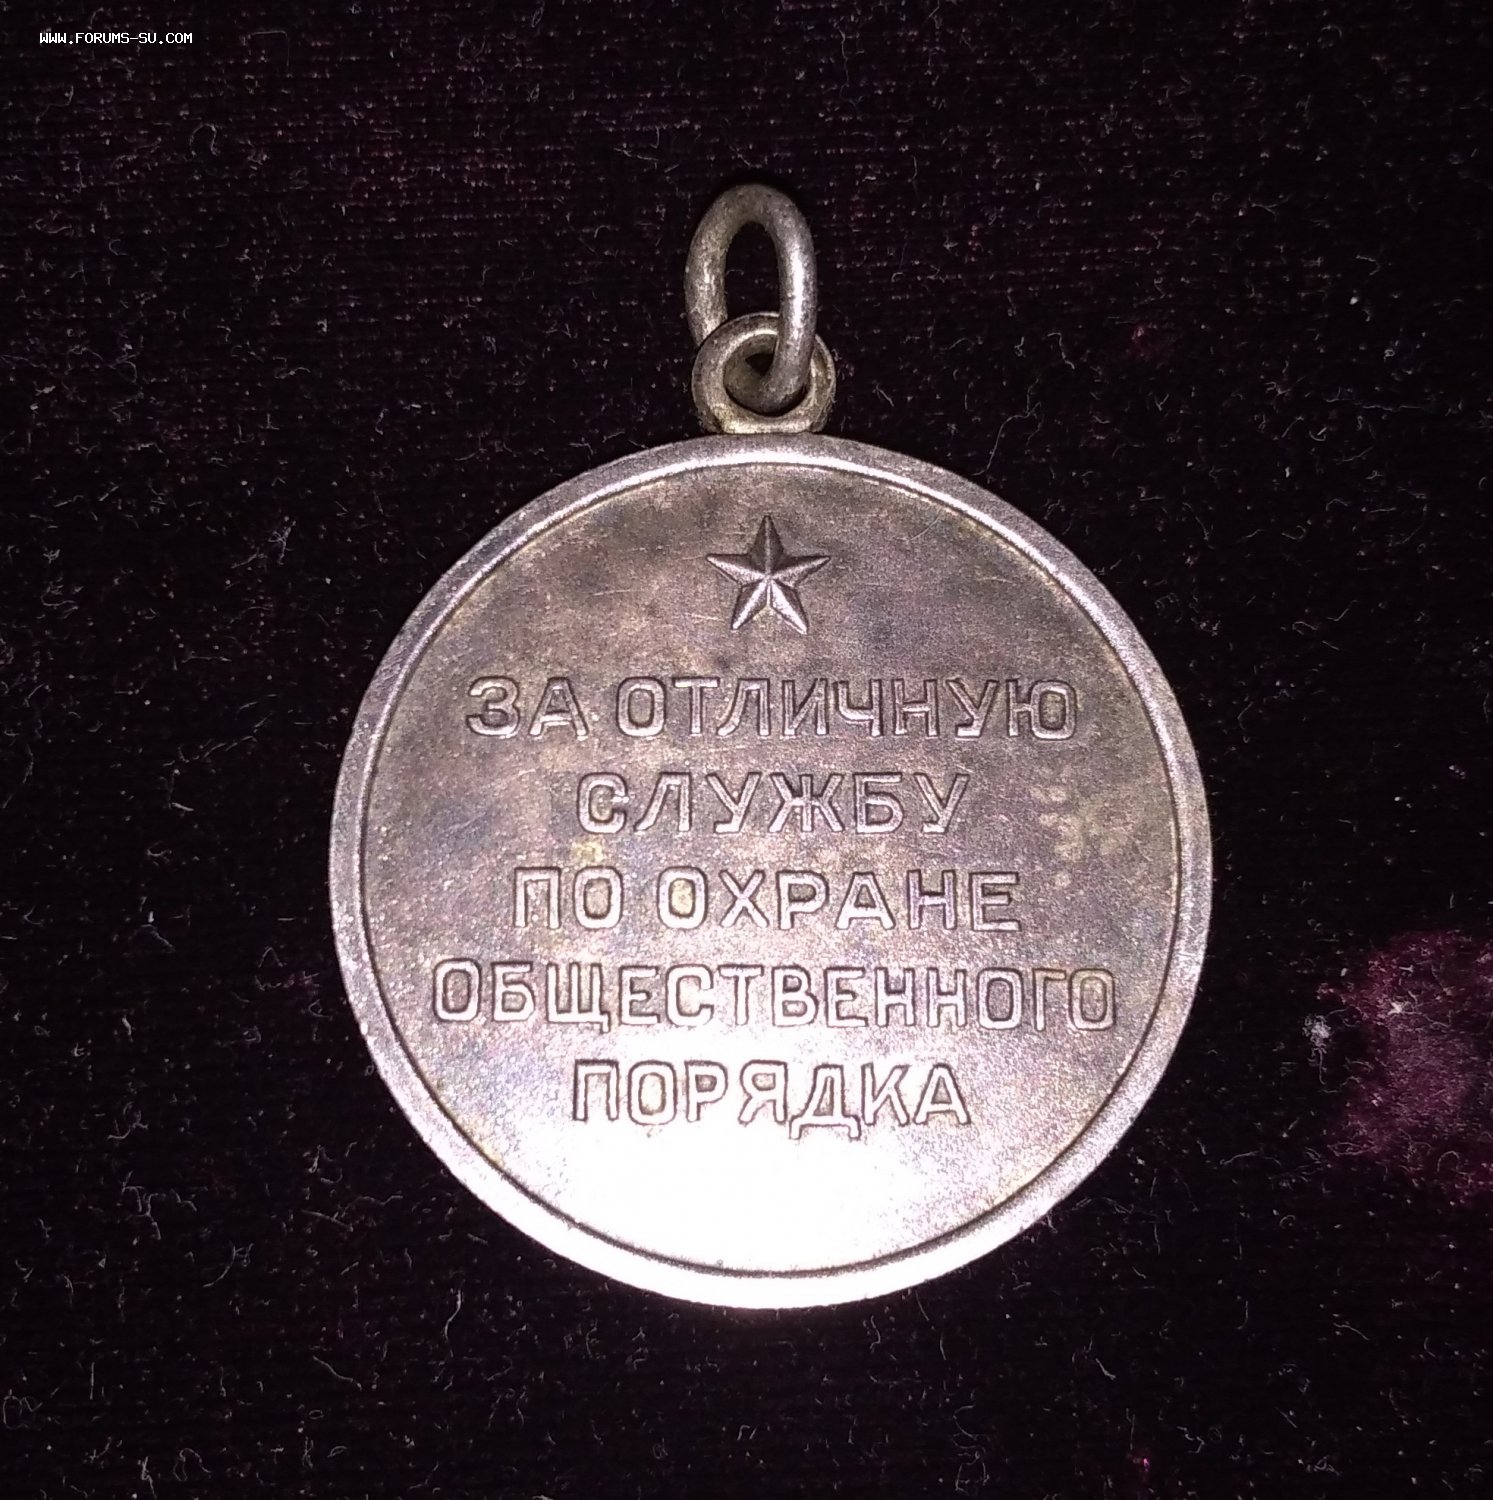 WWW.FORUMS-SU.COM
ЗА ОТЛИЧНУЮ
СЛУЖБУ
ПО ОХРАНЕ
ОБЩЕСТВЕННОГО
ПОРЯДКА